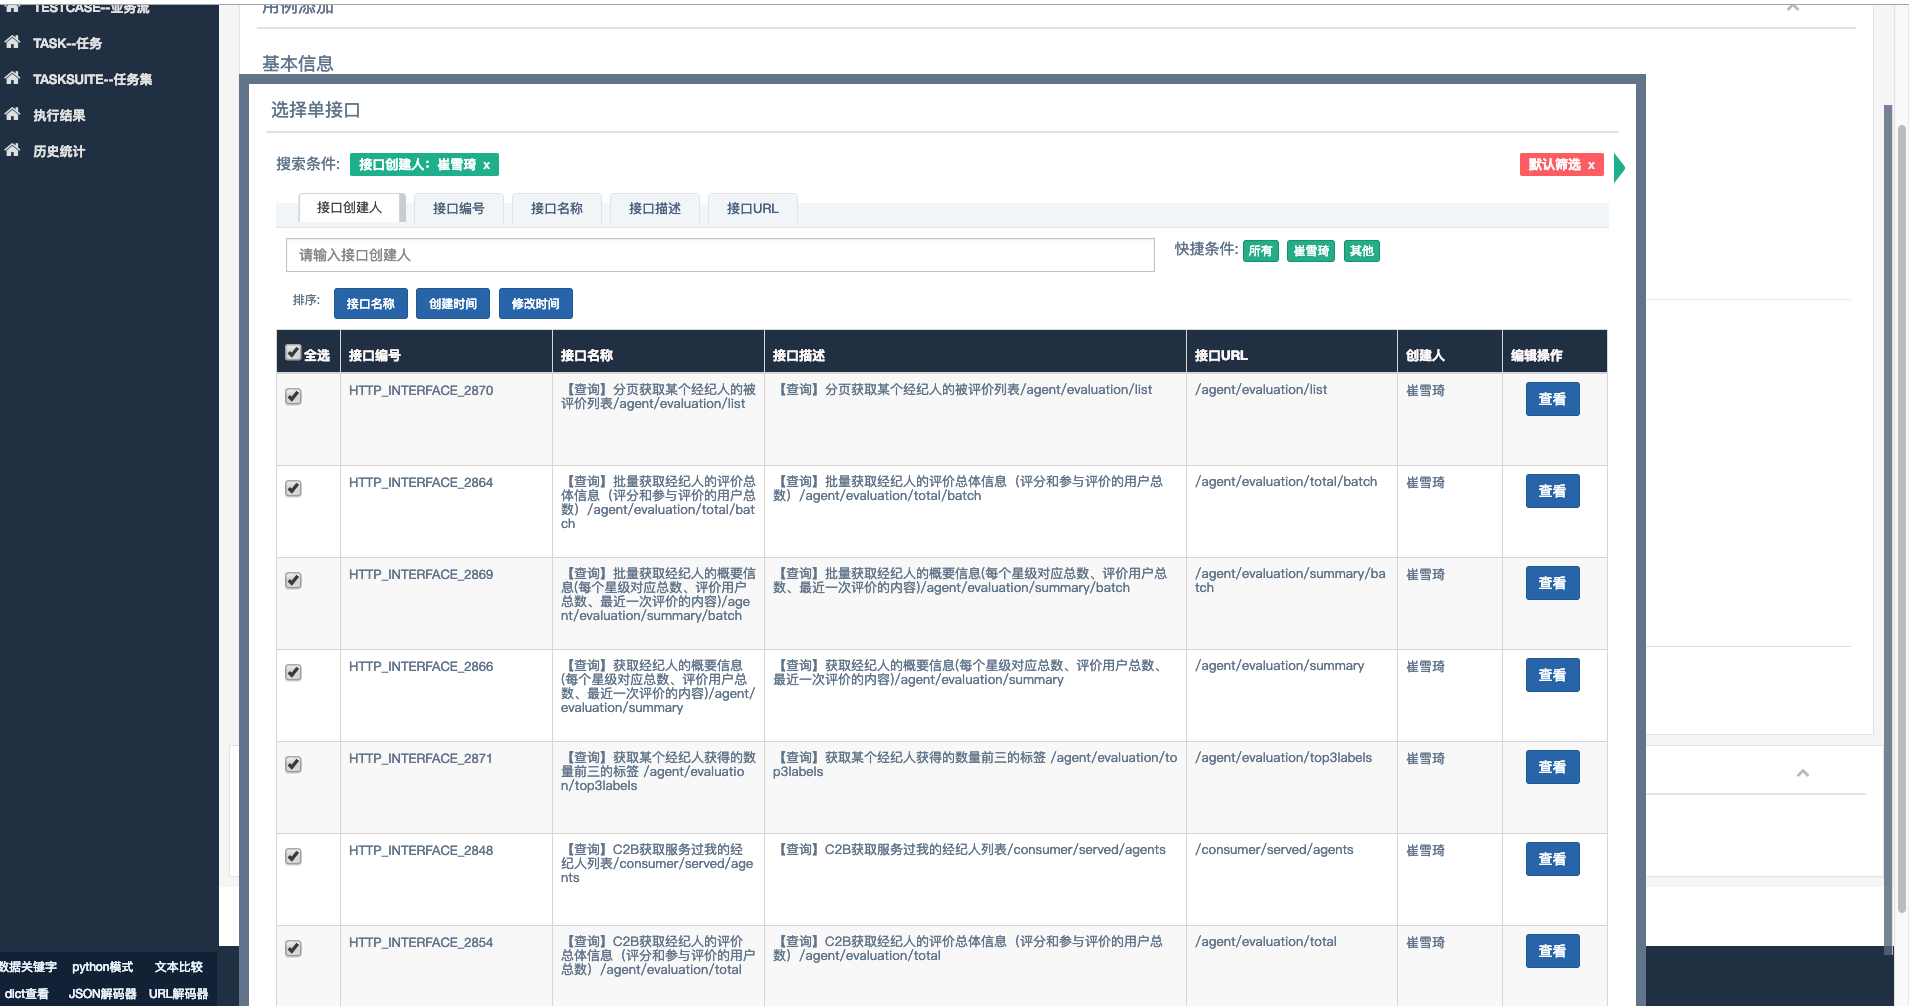 TESTCASE--业务流
TASK--任务
TASKSUITE--任务集
执行结果
历史统计
用例添加
基本信息
选择单接口
搜索条件: 接口创建人：崔雪琦 x
默认筛选 x
接口创建人 接口编号 接口名称 接口描述 接口URL
请输入接口创建人
快捷条件: 所有 崔雪琦 其他
排序: 接口名称 创建时间 修改时间
全选 接口编号 接口名称 接口描述 接口URL 创建人 编辑操作
HTTP_INTERFACE_2870
【查询】分页获取某个经纪人的被
评价列表/agent/evaluation/list
【查询】分页获取某个经纪人的被评价列表/agent/evaluation/list
/agent/evaluation/list
崔雪琦
查看
HTTP_INTERFACE_2864
【查询】批量获取经纪人的评价总
体信息（评分和参与评价的用户总
数）/agent/evaluation/total/bat
ch
【查询】批量获取经纪人的评价总体信息（评分和参与评价的用户总
数）/agent/evaluation/total/batch
/agent/evaluation/total/batch
崔雪琦
查看
HTTP_INTERFACE_2869
【查询】批量获取经纪人的概要信
息(每个星级对应总数、评价用户
总数、最近一次评价的内容)/age
nt/evaluation/summary/batch
【查询】批量获取经纪人的概要信息(每个星级对应总数、评价用户总
数、最近一次评价的内容)/agent/evaluation/summary/batch
/agent/evaluation/summary/ba
tch
崔雪琦
查看
HTTP_INTERFACE_2866
【查询】获取经纪人的概要信息
(每个星级对应总数、评价用户总
数、最近一次评价的内容)/agent/
evaluation/summary
【查询】获取经纪人的概要信息(每个星级对应总数、评价用户总数、
最近一次评价的内容)/agent/evaluation/summary
/agent/evaluation/summary
崔雪琦
查看
HTTP_INTERFACE_2871
【查询】获取某个经纪人获得的数
量前三的标签 /agent/evaluatio
n/top3labels
【查询】获取某个经纪人获得的数量前三的标签 /agent/evaluation/to
p3labels
/agent/evaluation/top3labels
崔雪琦
查看
HTTP_INTERFACE_2848
【查询】C2B获取服务过我的经
纪人列表/consumer/served/age
nts
【查询】C2B获取服务过我的经纪人列表/consumer/served/agents
/consumer/served/agents
崔雪琦
查看
HTTP_INTERFACE_2854
【查询】C2B获取经纪人的评价
总体信息（评分和参与评价的用户
总数）/agent/evaluation/total
【查询】C2B获取经纪人的评价总体信息（评分和参与评价的用户总
数）/agent/evaluation/total
/agent/evaluation/total
崔雪琦
查看
数据关键字 python模式 文本比较
dict查看 JSON解码器 URL解码器